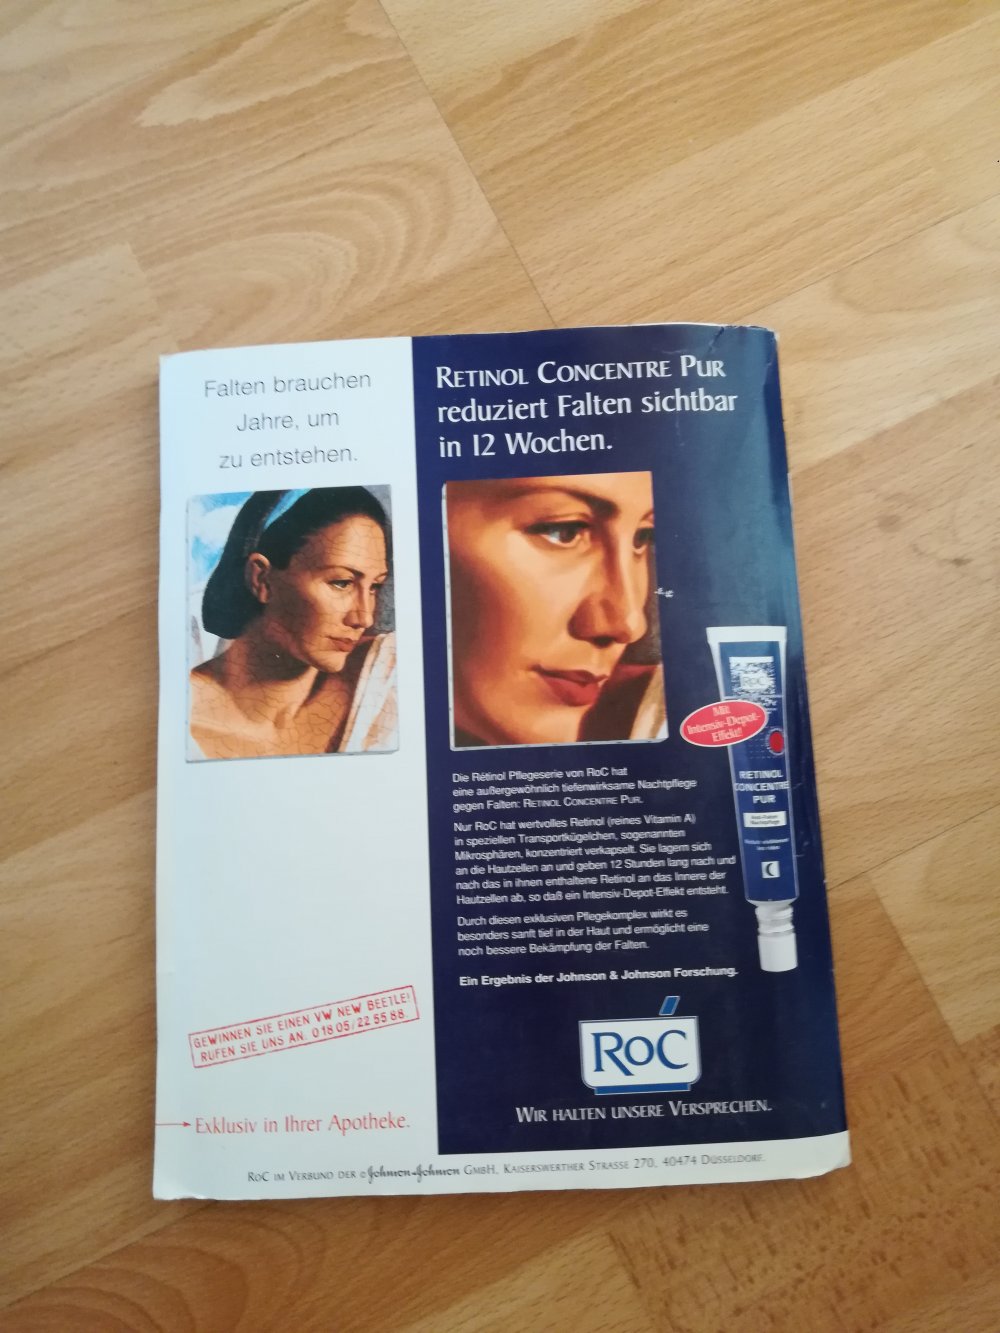 Falten brauchen
Jahre, um
zu entstehen.
RETINOL CONCENTRE PUR
reduziert Falten sichtbar
in 12 Wochen.
Mit
Intensiv-Depot-
Effekt!
RoC
RETINOL
CONCENTRE
PUR
Anti-Falten
Nachtpflege
Die Rétinol Pflegeserie von RoC hat
eine außergewöhnlich tiefenwirksame Nachtpflege
gegen Falten: RETINOL CONCENTRE PUR.
Nur RoC hat wertvolles Retinol (reines Vitamin A)
in speziellen Transportkügelchen, sogenannten
Mikrosphären, konzentriert verkapselt. Sie lagern sich
an die Hautzellen an und geben 12 Stunden lang nach und
nach das in ihnen enthaltene Retinol an das Innere der
Hautzellen ab, so daß ein Intensiv-Depot-Effekt entsteht.
Durch diesen exklusiven Pflegekomplex wirkt es
besonders sanft tief in der Haut und ermöglicht eine
noch bessere Bekämpfung der Falten.
Ein Ergebnis der Johnson & Johnson Forschung.
GEWINNEN SIE EINEN VW NEW BEETLE!
RUFEN SIE UNS AN. 0 18 05/22 55 88.
RoC
WIR HALTEN UNSERE VERSPRECHEN.
Exklusiv in Ihrer Apotheke.
ROC IM VERBUND DER Johnson & Johnson GMBH, KAISERSWERTHER STRASSE 270, 40474 DÜSSELDORF.